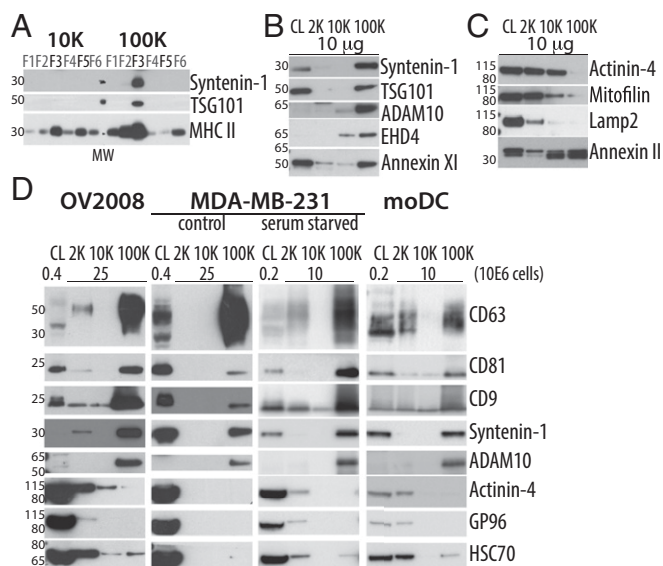 A
10K 100K
F1F2F3F4F5F6 F1F2F3F4F5 F6
30 Syntenin-1
50 TSG101
30 MHC II
MW
B
CL 2K 10K 100K
10 µg
30 Syntenin-1
50 TSG101
65 ADAM10
50
65 EHD4
50 Annexin XI
C
CL 2K 10K 100K
10 µg
115 Actinin-4
80
115 Mitofilin
80
115 Lamp2
80
30 Annexin II
D
OV2008 MDA-MB-231 moDC
control serum starved
CL 2K 10K 100K CL 2K 10K 100K CL 2K 10K 100K CL 2K 10K 100K
0.4 25 0.4 25 0.2 10 0.2 10 (10E6 cells)
50 CD63
30
25 CD81
25 CD9
30 Syntenin-1
65 ADAM10
50
115 Actinin-4
80
115 GP96
80
80 HSC70
65